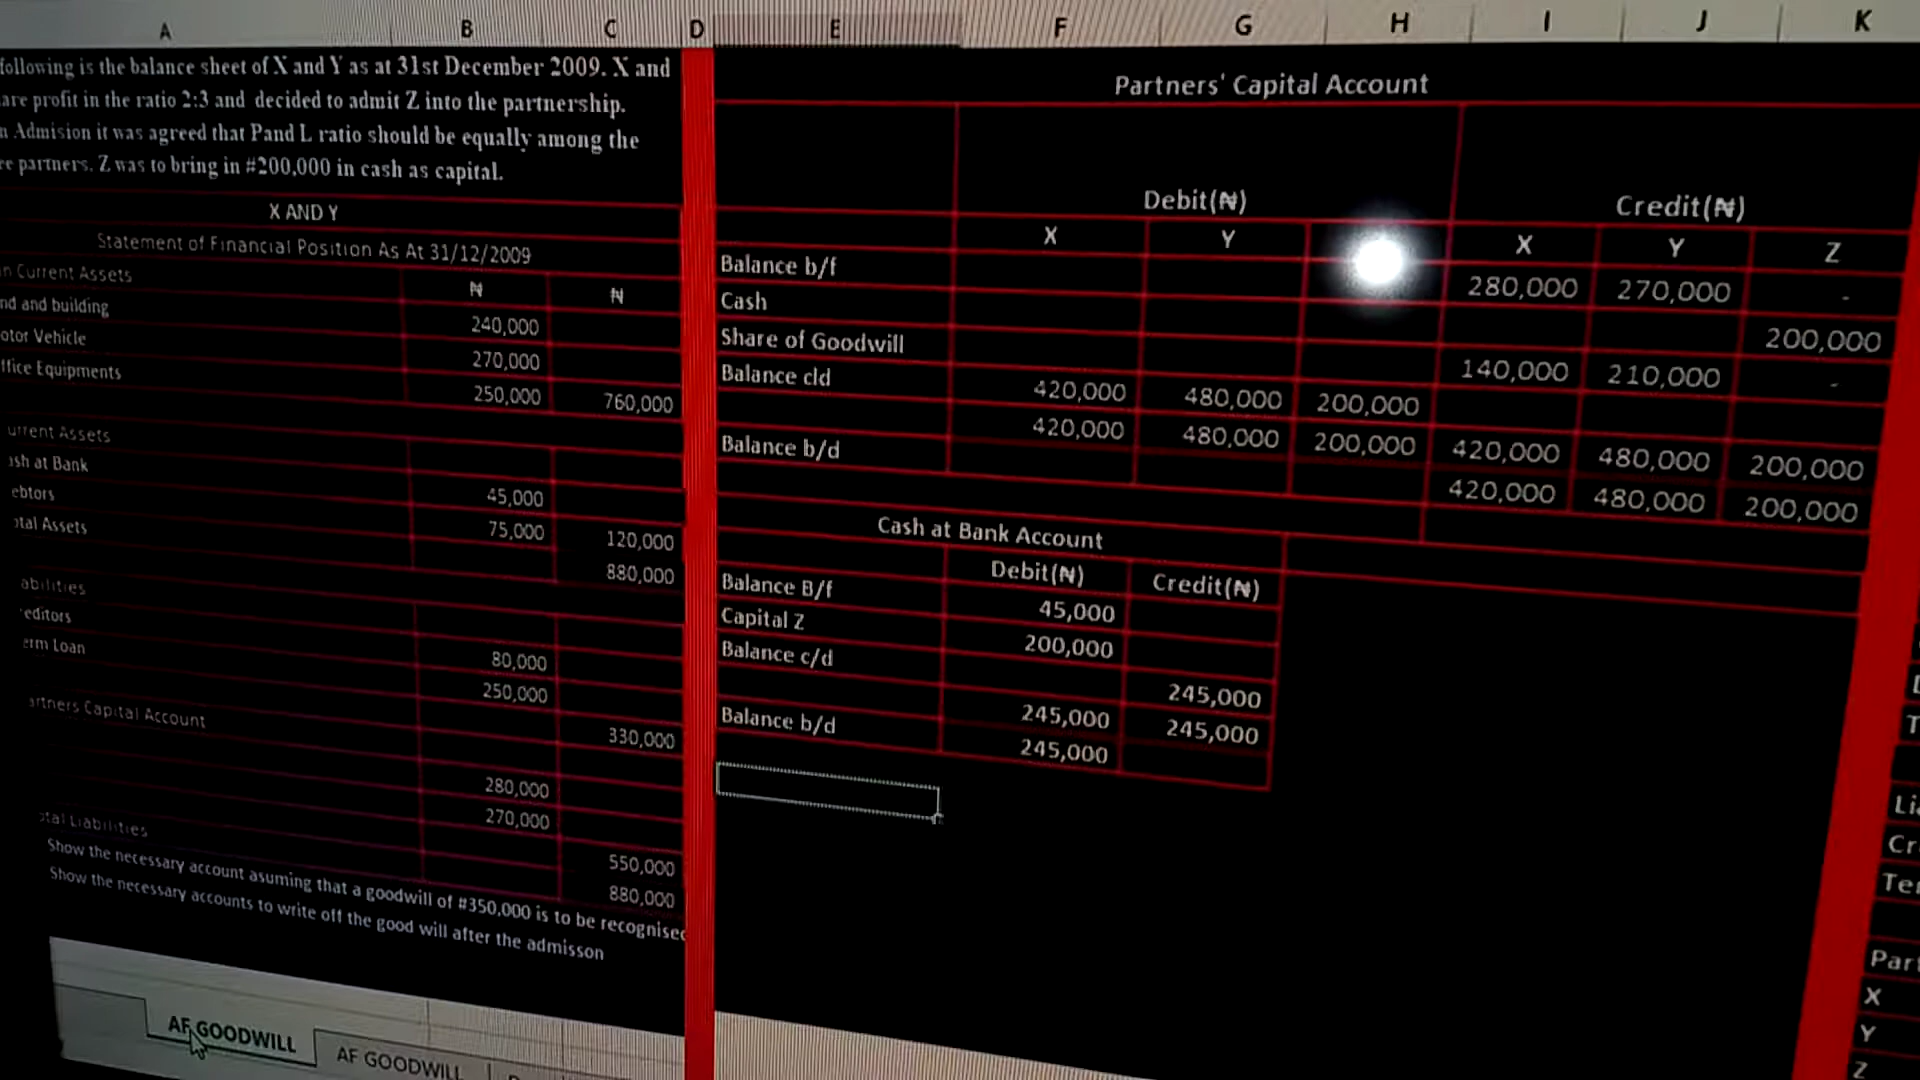 A B C D E F G H I J K
following is the balance sheet of X and Y as at 31st December 2009. X and
are profit in the ratio 2:3 and decided to admit Z into the partnership.
n Admision it was agreed that Pand L ratio should be equally among the
re partners. Z was to bring in #200,000 in cash as capital.
X AND Y
Statement of Financial Position As At 31/12/2009
n Current Assets ₦ ₦
nd and building 240,000
otor Vehicle 270,000
ffice Equipments 250,000 760,000
urrent Assets
ash at Bank 45,000
ebtors 75,000 120,000
otal Assets 880,000
abilities
reditors 80,000
erm Loan 250,000
330,000
artners Capital Account
280,000
270,000
550,000
otal Liabilities 880,000
Show the necessary account asuming that a goodwill of #350,000 is to be recognised
Show the necessary accounts to write off the good will after the admisson
AF GOODWILL
AF GOODWILL
Partners' Capital Account
Debit(₦) Credit(₦)
X Y X Y Z
Balance b/f 280,000 270,000 -
Cash 200,000
Share of Goodwill 140,000 210,000 -
Balance cld 420,000 480,000 200,000
420,000 480,000 200,000 420,000 480,000 200,000
Balance b/d 420,000 480,000 200,000
Cash at Bank Account
Debit(₦) Credit(₦)
Balance B/f 45,000
Capital Z 200,000
Balance c/d 245,000
245,000 245,000
Balance b/d 245,000
Lia
Cr
Ter
Part
X
Y
Z